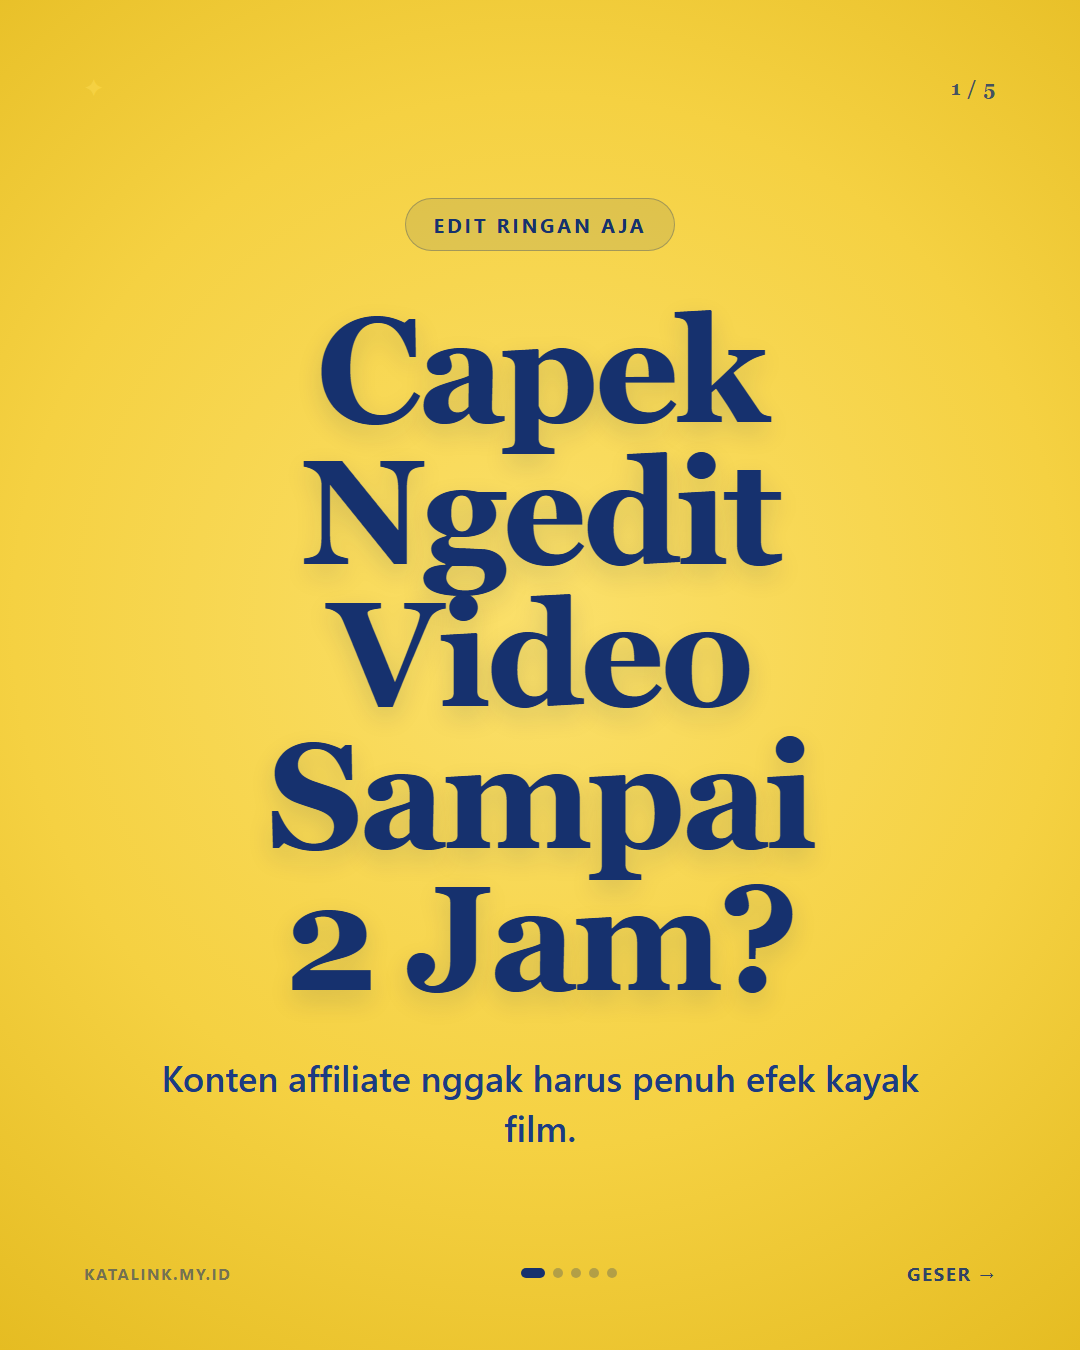 1 / 5
EDIT RINGAN AJA
Capek
Ngedit
Video
Sampai
2 Jam?
Konten affiliate nggak harus penuh efek kayak
film.
KATALINK.MY.ID
GESER →